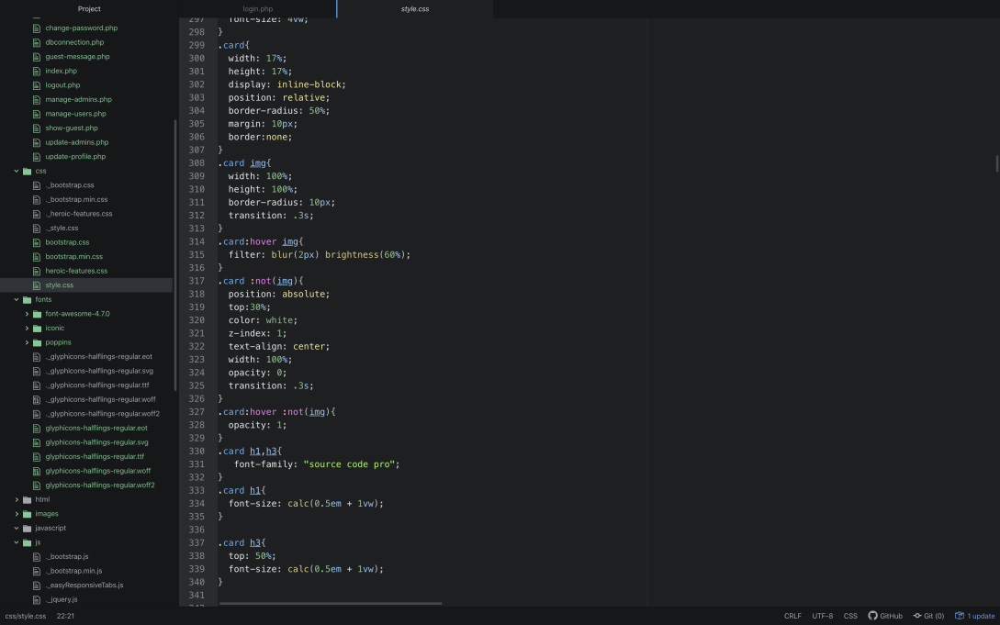 Project
login.php
style.css
change-password.php
dbconnection.php
guest-message.php
index.php
logout.php
manage-admins.php
manage-users.php
show-guest.php
update-admins.php
update-profile.php
css
._bootstrap.css
._bootstrap.min.css
._heroic-features.css
._style.css
bootstrap.css
bootstrap.min.css
heroic-features.css
style.css
fonts
font-awesome-4.7.0
iconic
poppins
._glyphicons-halflings-regular.eot
._glyphicons-halflings-regular.svg
._glyphicons-halflings-regular.ttf
._glyphicons-halflings-regular.woff
._glyphicons-halflings-regular.woff2
glyphicons-halflings-regular.eot
glyphicons-halflings-regular.svg
glyphicons-halflings-regular.ttf
glyphicons-halflings-regular.woff
glyphicons-halflings-regular.woff2
html
images
javascript
js
._bootstrap.js
._bootstrap.min.js
._easyResponsiveTabs.js
._jquery.js
297 font-size: 4vw;
298 }
299 .card{
300 width: 17%;
301 height: 17%;
302 display: inline-block;
303 position: relative;
304 border-radius: 50%;
305 margin: 10px;
306 border:none;
307 }
308 .card img{
309 width: 100%;
310 height: 100%;
311 border-radius: 10px;
312 transition: .3s;
313 }
314 .card:hover img{
315 filter: blur(2px) brightness(60%);
316 }
317 .card :not(img){
318 position: absolute;
319 top:30%;
320 color: white;
321 z-index: 1;
322 text-align: center;
323 width: 100%;
324 opacity: 0;
325 transition: .3s;
326 }
327 .card:hover :not(img){
328 opacity: 1;
329 }
330 .card h1,h3{
331 font-family: "source code pro";
332 }
333 .card h1{
334 font-size: calc(0.5em + 1vw);
335 }
336
337 .card h3{
338 top: 50%;
339 font-size: calc(0.5em + 1vw);
340 }
341
css/style.css 22:21
CRLF UTF-8 CSS GitHub Git (0) 1 update